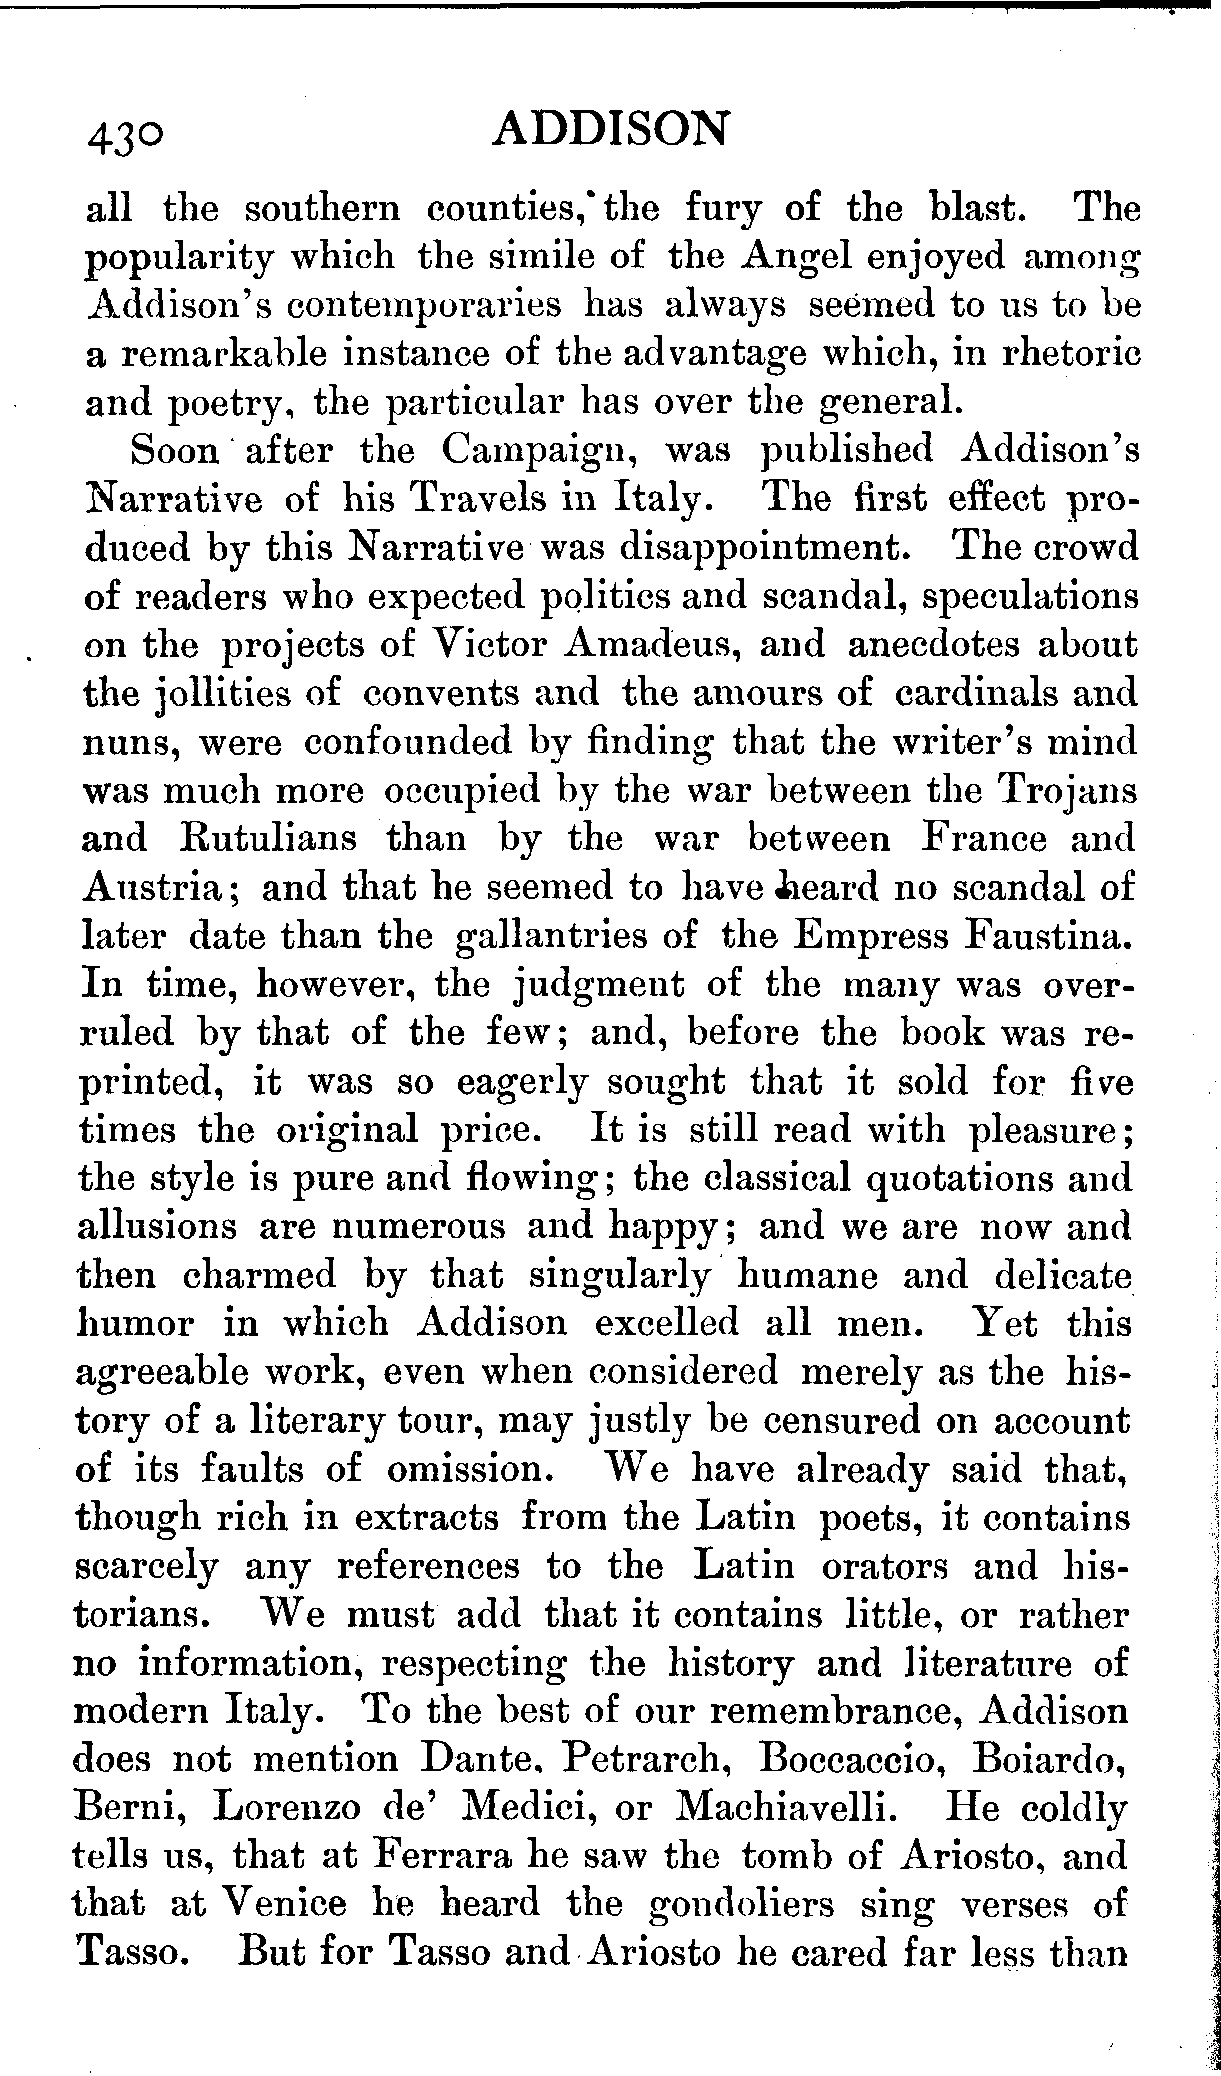 430 ADDISON
all the southern counties, the fury of the blast. The
popularity which the simile of the Angel enjoyed among
Addison's contemporaries has always seemed to us to be
a remarkable instance of the advantage which, in rhetoric
and poetry, the particular has over the general.
Soon after the Campaign, was published Addison's
Narrative of his Travels in Italy. The first effect pro-
duced by this Narrative was disappointment. The crowd
of readers who expected politics and scandal, speculations
on the projects of Victor Amadeus, and anecdotes about
the jollities of convents and the amours of cardinals and
nuns, were confounded by finding that the writer's mind
was much more occupied by the war between the Trojans
and Rutulians than by the war between France and
Austria; and that he seemed to have heard no scandal of
later date than the gallantries of the Empress Faustina.
In time, however, the judgment of the many was over-
ruled by that of the few; and, before the book was re-
printed, it was so eagerly sought that it sold for five
times the original price. It is still read with pleasure;
the style is pure and flowing; the classical quotations and
allusions are numerous and happy; and we are now and
then charmed by that singularly humane and delicate
humor in which Addison excelled all men. Yet this
agreeable work, even when considered merely as the his-
tory of a literary tour, may justly be censured on account
of its faults of omission. We have already said that,
though rich in extracts from the Latin poets, it contains
scarcely any references to the Latin orators and his-
torians. We must add that it contains little, or rather
no information, respecting the history and literature of
modern Italy. To the best of our remembrance, Addison
does not mention Dante, Petrarch, Boccaccio, Boiardo,
Berni, Lorenzo de' Medici, or Machiavelli. He coldly
tells us, that at Ferrara he saw the tomb of Ariosto, and
that at Venice he heard the gondoliers sing verses of
Tasso. But for Tasso and Ariosto he cared far less than